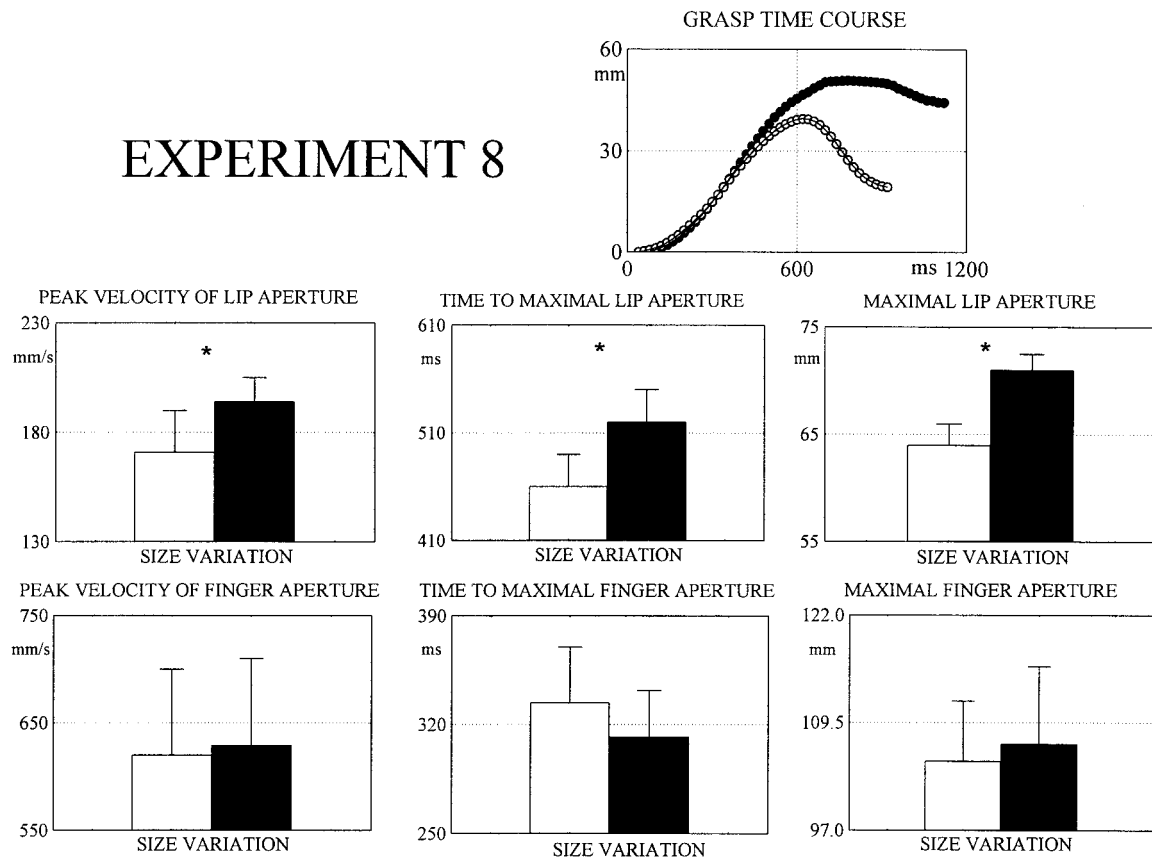 GRASP TIME COURSE
60
mm
30
0
0
600
ms
1200
EXPERIMENT 8
PEAK VELOCITY OF LIP APERTURE
230
mm/s
*
180
130
SIZE VARIATION
TIME TO MAXIMAL LIP APERTURE
610
ms
*
510
410
SIZE VARIATION
MAXIMAL LIP APERTURE
75
mm
*
65
55
SIZE VARIATION
PEAK VELOCITY OF FINGER APERTURE
750
mm/s
650
550
SIZE VARIATION
TIME TO MAXIMAL FINGER APERTURE
390
ms
320
250
SIZE VARIATION
MAXIMAL FINGER APERTURE
122.0
mm
109.5
97.0
SIZE VARIATION